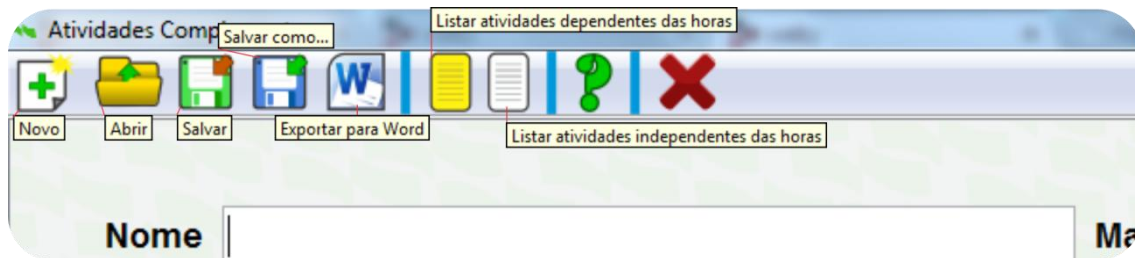 Listar atividades dependentes das horas
Atividades Comp
Salvar como...
W
Novo
Abrir
Salvar
Exportar para Word
Listar atividades independentes das horas
Nome
Ma